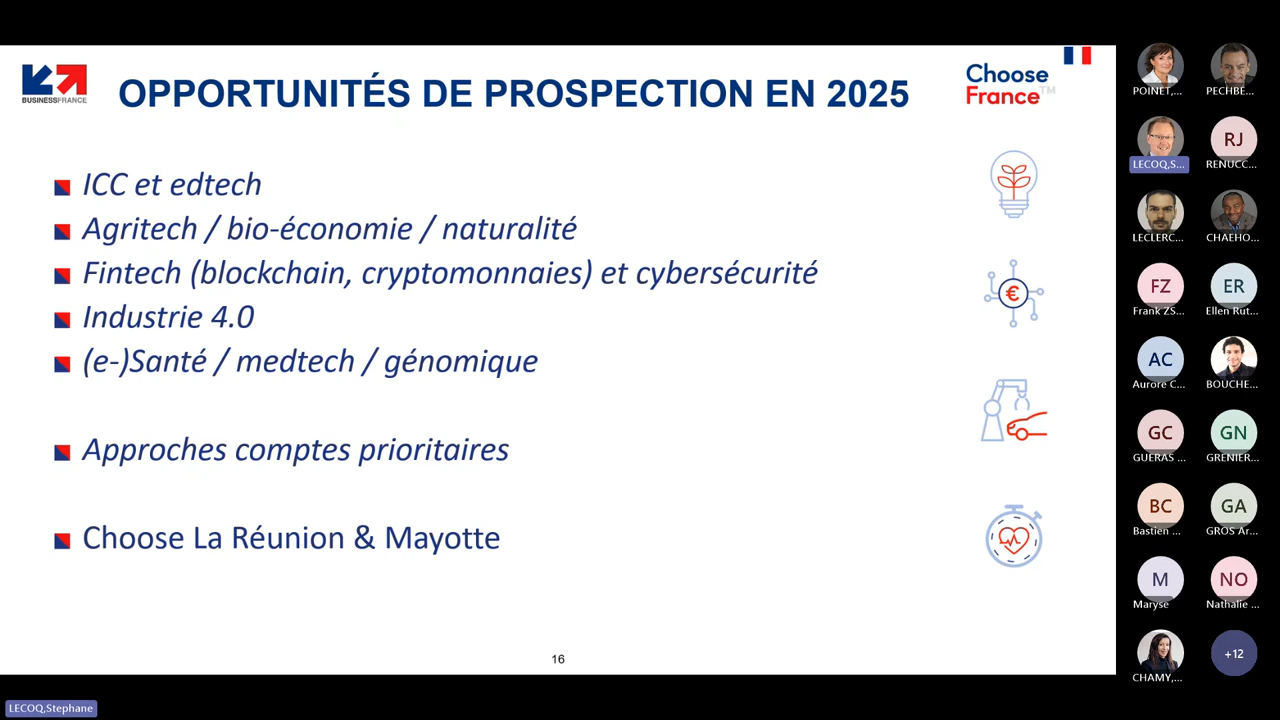 BUSINESSFRANCE
OPPORTUNITÉS DE PROSPECTION EN 2025
Choose
France™
ICC et edtech
Agritech / bio-économie / naturalité
Fintech (blockchain, cryptomonnaies) et cybersécurité
Industrie 4.0
(e-)Santé / medtech / génomique
Approches comptes prioritaires
Choose La Réunion & Mayotte
€
16
POINET,...
PECHBE...
LECOQ,S...
RJ
RENUCC...
LECLERC...
CHAEHO...
FZ
Frank ZS...
ER
Ellen Rut...
AC
Aurore C...
BOUCHE...
GC
GUERAS ...
GN
GRENIER...
BC
Bastien ...
GA
GROS Ar...
M
Maryse
NO
Nathalie ...
CHAMY,...
+12
LECOQ,Stephane